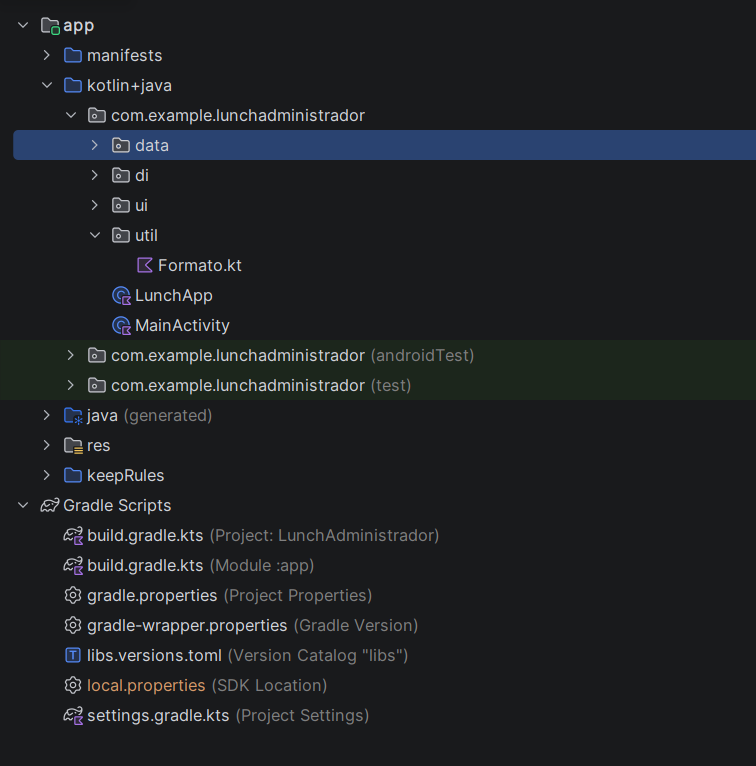 app
manifests
kotlin+java
com.example.lunchadministrador
data
di
ui
util
Formato.kt
LunchApp
MainActivity
com.example.lunchadministrador (androidTest)
com.example.lunchadministrador (test)
java (generated)
res
keepRules
Gradle Scripts
build.gradle.kts (Project: LunchAdministrador)
build.gradle.kts (Module :app)
gradle.properties (Project Properties)
gradle-wrapper.properties (Gradle Version)
libs.versions.toml (Version Catalog "libs")
local.properties (SDK Location)
settings.gradle.kts (Project Settings)